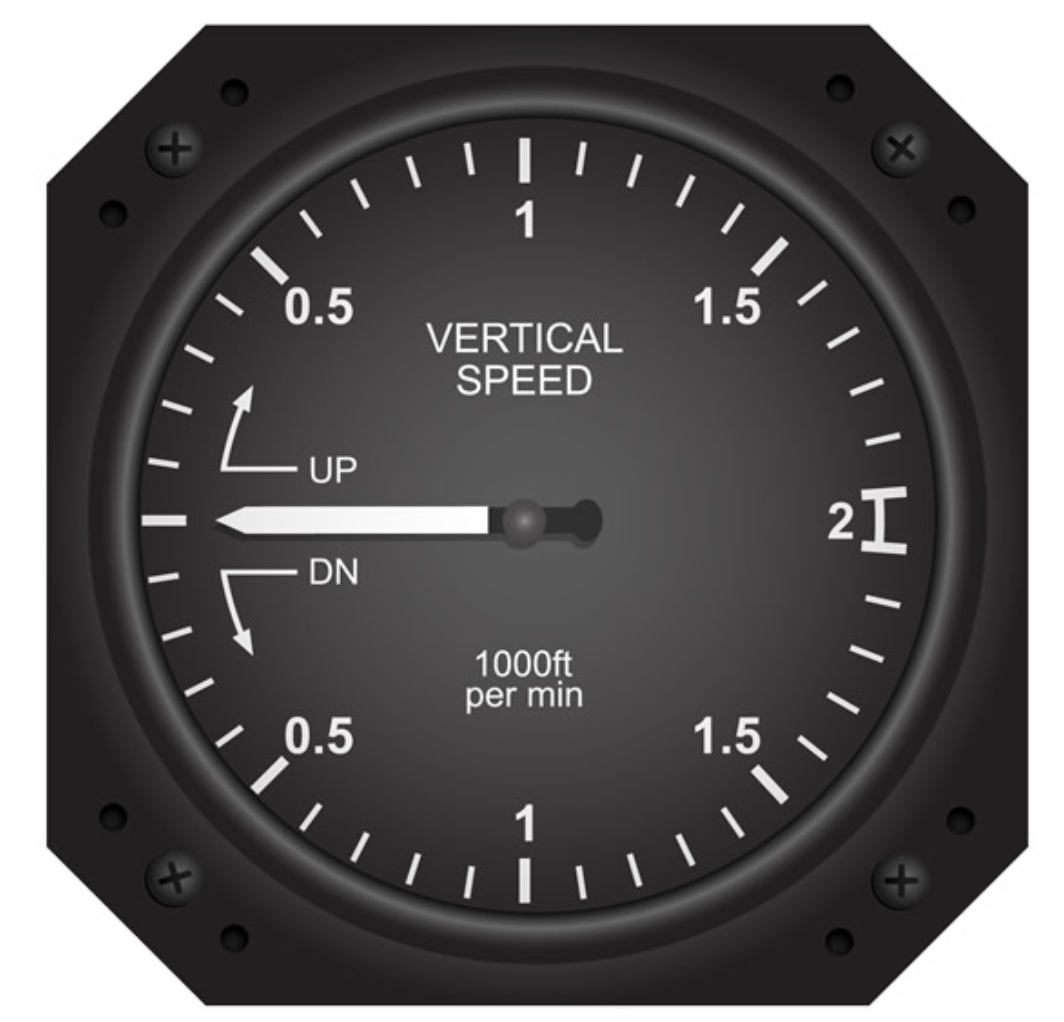 1
0.5 1.5
VERTICAL
SPEED
UP
2
DN
1000ft
per min
0.5 1.5
1